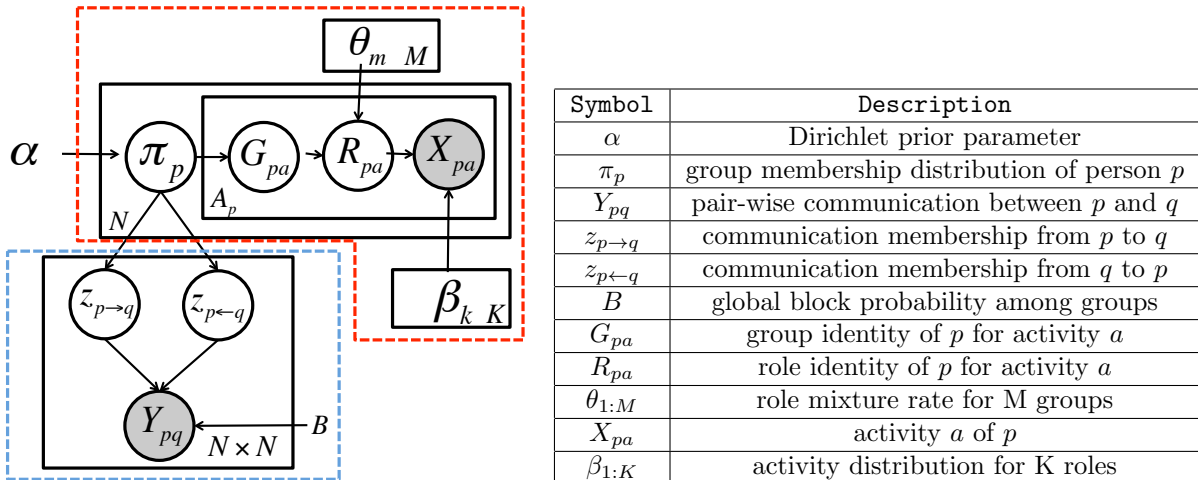 θ_m M
α
π_p
G_pa
R_pa
X_pa
N
A_p
z_p→q
z_p←q
β_k K
Y_pq
B
N × N
Symbol Description
α Dirichlet prior parameter
π_p group membership distribution of person p
Y_pq pair-wise communication between p and q
z_p→q communication membership from p to q
z_p←q communication membership from q to p
B global block probability among groups
G_pa group identity of p for activity a
R_pa role identity of p for activity a
θ_1:M role mixture rate for M groups
X_pa activity a of p
β_1:K activity distribution for K roles